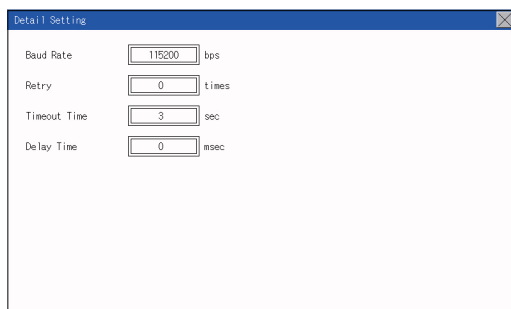 Detail Setting
Baud Rate 115200 bps
Retry 0 times
Timeout Time 3 sec
Delay Time 0 msec